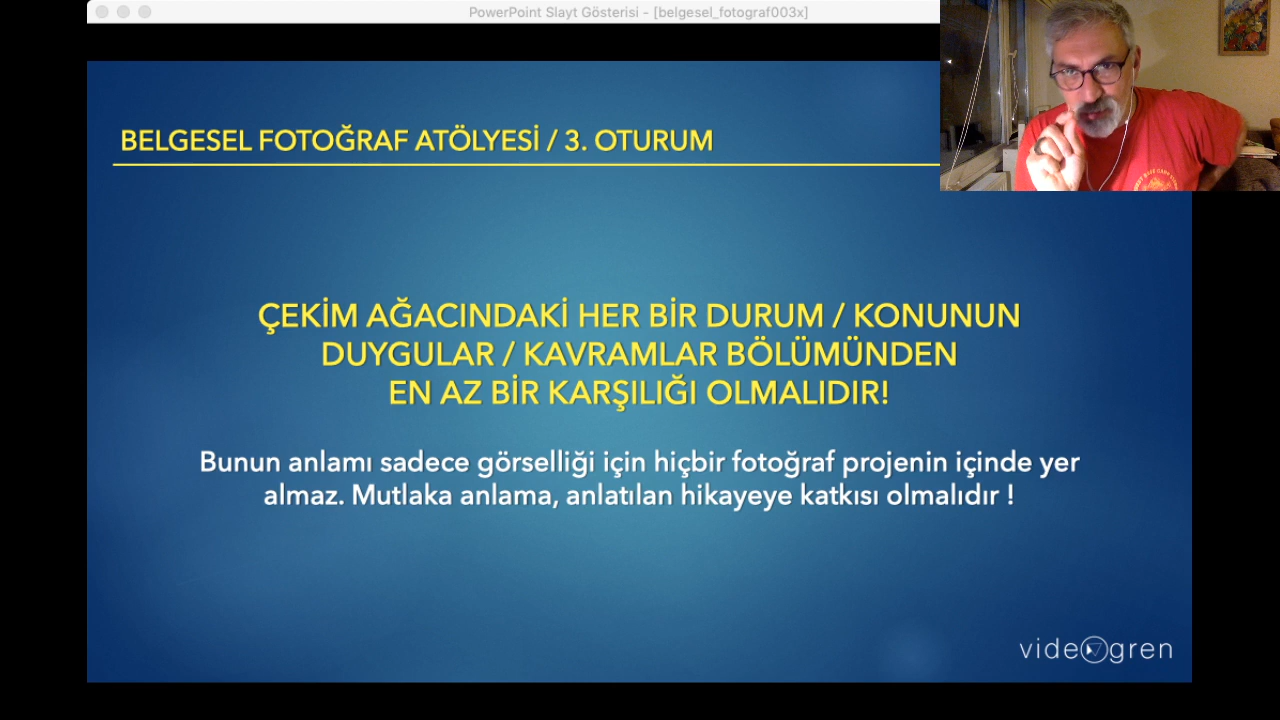 PowerPoint Slayt Gösterisi - [belgesel_fotograf003x]
BELGESEL FOTOĞRAF ATÖLYESİ / 3. OTURUM
ÇEKİM AĞACINDAKİ HER BİR DURUM / KONUNUN
DUYGULAR / KAVRAMLAR BÖLÜMÜNDEN
EN AZ BİR KARŞILIĞI OLMALIDIR!
Bunun anlamı sadece görselliği için hiçbir fotoğraf projenin içinde yer
almaz. Mutlaka anlama, anlatılan hikayeye katkısı olmalıdır !
videogren